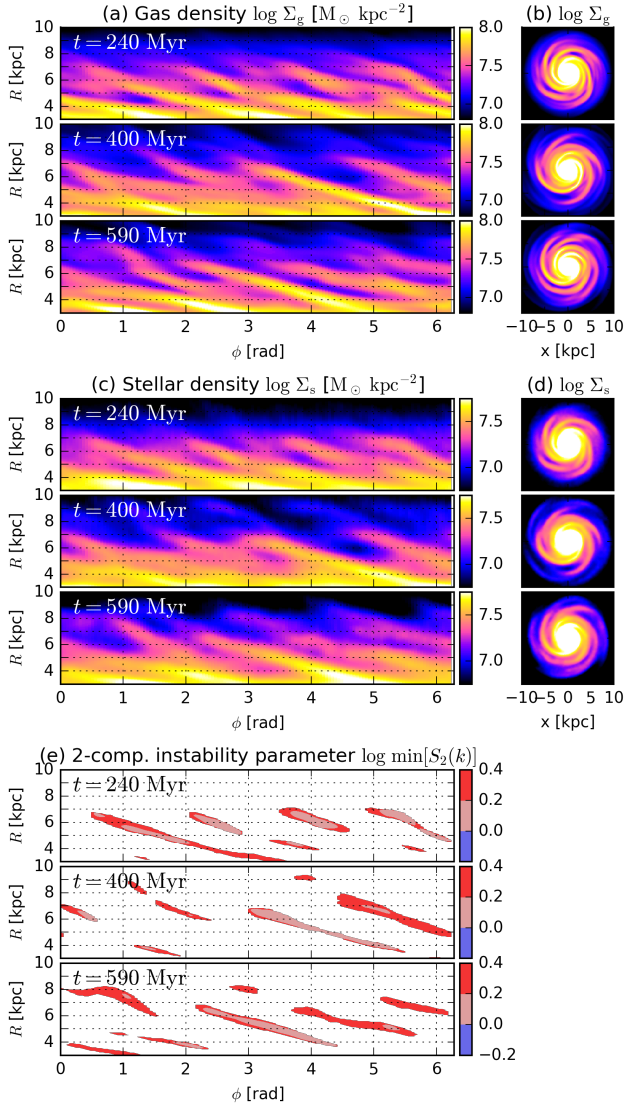 (a) Gas density log Σg [M⊙ kpc−2] (b) log Σg
10 t = 240 Myr 8.0
8 7.5
6 7.0
4
R [kpc]
10 t = 400 Myr 8.0
8 7.5
6 7.0
4
R [kpc]
10 t = 590 Myr 8.0
8 7.5
6 7.0
4
R [kpc]
0 1 2 3 4 5 6 −10−5 0 5 10
ϕ [rad] x [kpc]
(c) Stellar density log Σs [M⊙ kpc−2] (d) log Σs
10 t = 240 Myr
8 7.5
6 7.0
4
R [kpc]
10 t = 400 Myr
8 7.5
6 7.0
4
R [kpc]
10 t = 590 Myr
8 7.5
6 7.0
4
R [kpc]
0 1 2 3 4 5 6 −10−5 0 5 10
ϕ [rad] x [kpc]
(e) 2-comp. instability parameter log min[S2(k)]
10 t = 240 Myr 0.4
8 0.2
6 0.0
4
R [kpc]
10 t = 400 Myr 0.4
8 0.2
6 0.0
4
R [kpc]
10 t = 590 Myr 0.4
8 0.2
6 0.0
4 −0.2
R [kpc]
0 1 2 3 4 5 6
ϕ [rad]